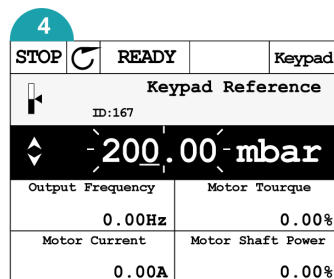 4
STOP READY Keypad
Keypad Reference
ID:167
200.00 mbar
Output Frequency Motor Tourque
0.00Hz 0.00%
Motor Current Motor Shaft Power
0.00A 0.00%